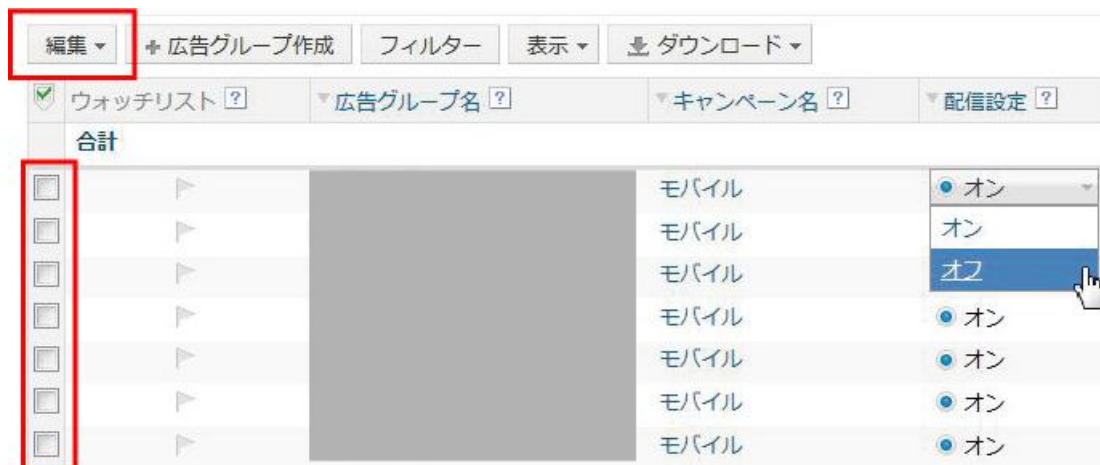 編集 広告グループ作成 フィルター 表示 ダウンロード
ウォッチリスト ? 広告グループ名 ? キャンペーン名 ? 配信設定 ?
合計
モバイル オン
モバイル オン
モバイル オフ
モバイル オン
モバイル オン
モバイル オン
モバイル オン